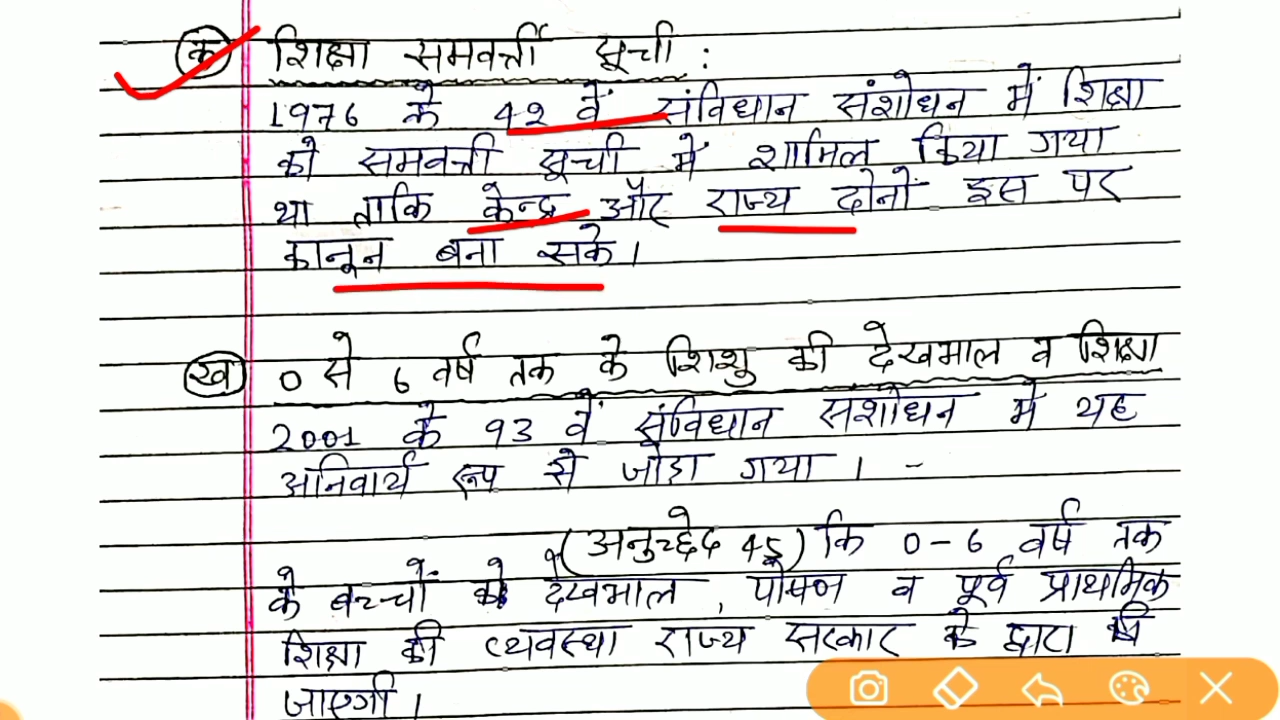 (क) शिक्षा समवर्ती सूची :
1976 के 42 वें संविधान संशोधन में शिक्षा
को समवर्ती सूची में शामिल किया गया
था ताकि केन्द्र और राज्य दोनों इस पर
कानून बना सके।
(ख) 0 से 6 वर्ष तक के शिशु की देखभाल व शिक्षा
2001 के 93 वें संविधान संशोधन में यह
अनिवार्य रूप से जोड़ा गया । -
(अनुच्छेद 45) कि 0-6 वर्ष तक
के बच्चों की देखभाल , पोषण व पूर्व प्राथमिक
शिक्षा की व्यवस्था राज्य सरकार के द्वारा की
जाएगी।